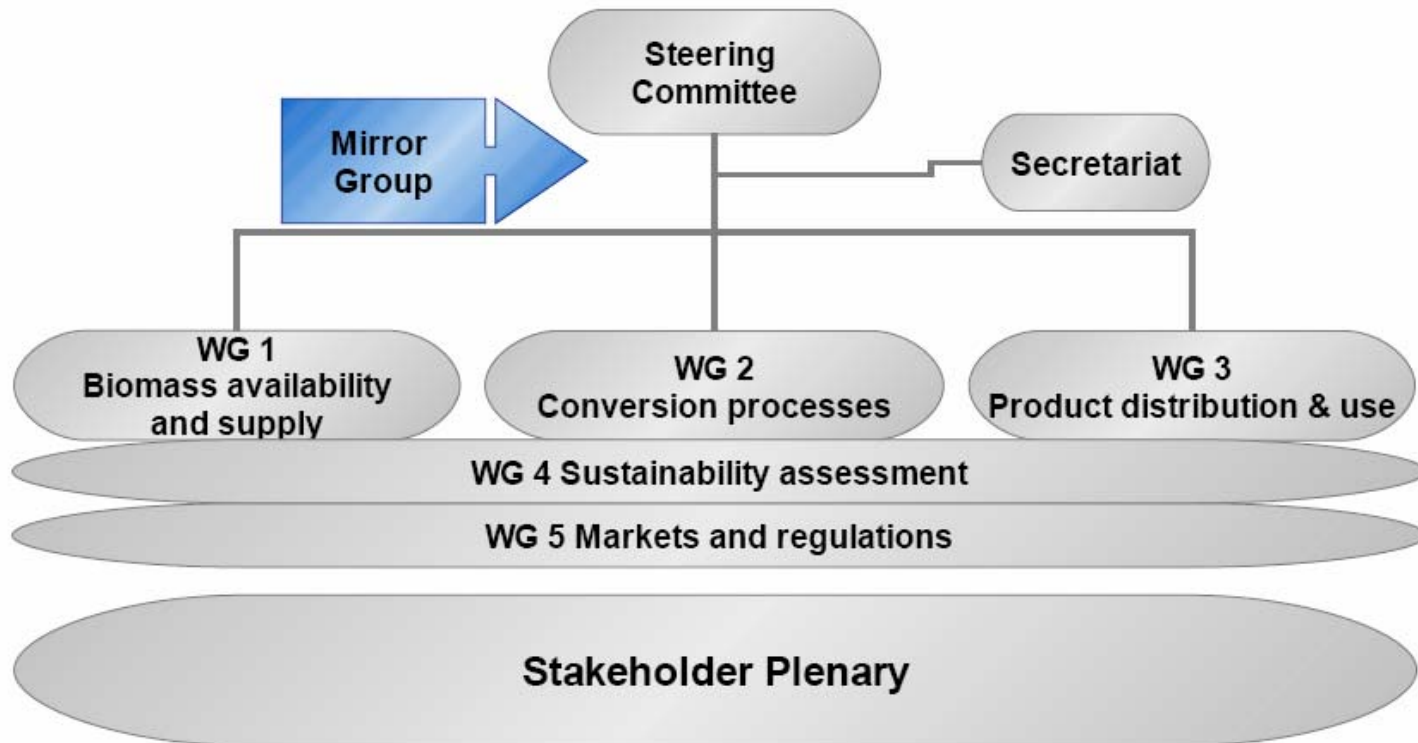 Steering
Committee
Mirror
Group
Secretariat
WG 1
Biomass availability
and supply
WG 2
Conversion processes
WG 3
Product distribution & use
WG 4 Sustainability assessment
WG 5 Markets and regulations
Stakeholder Plenary